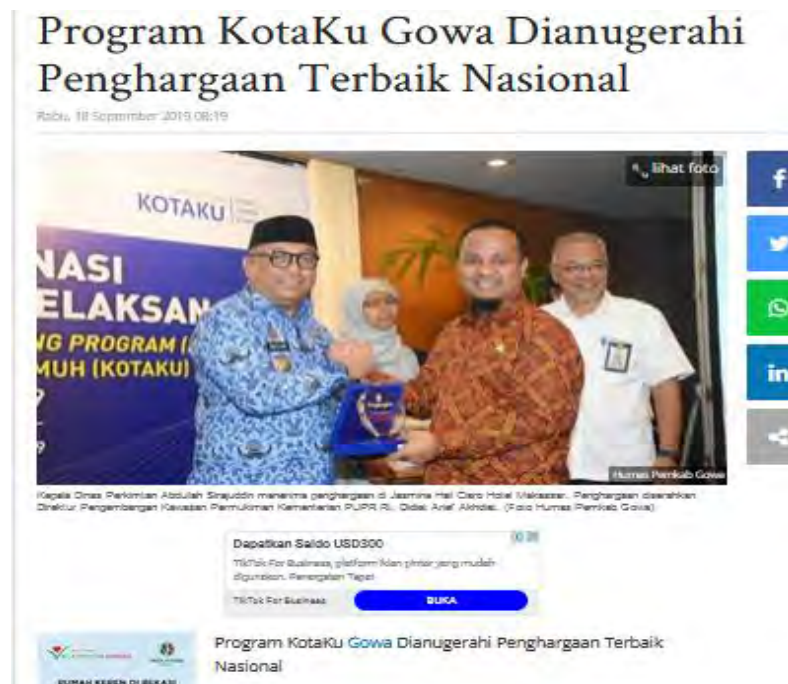 Program KotaKu Gowa Dianugerahi
Penghargaan Terbaik Nasional
Rabu, 18 September 2019 08:19
lihat foto
KOTAKU
NASI
ELAKSAN
NG PROGRAM (
MUH (KOTAKU)
Humas Pemkab Gowa
Kepala Dinas Perkimtan Abdullah Sirajuddin menerima penghargaan di Jasmine Hall Claro Hotel Makassar. Penghargaan diserahkan
Direktur Pengembangan Kawasan Permukiman Kementerian PUPR RI, Didiet Arief Akhdiat. (Foto Humas Pemkab Gowa)
Dapatkan Saldo USD300
TikTok For Business, platform iklan pintar yang mudah
digunakan. Penargetan Tepat
TikTok For Business
BUKA
Program KotaKu Gowa Dianugerahi Penghargaan Terbaik
Nasional
RUMAH KEREN DI BEKASI